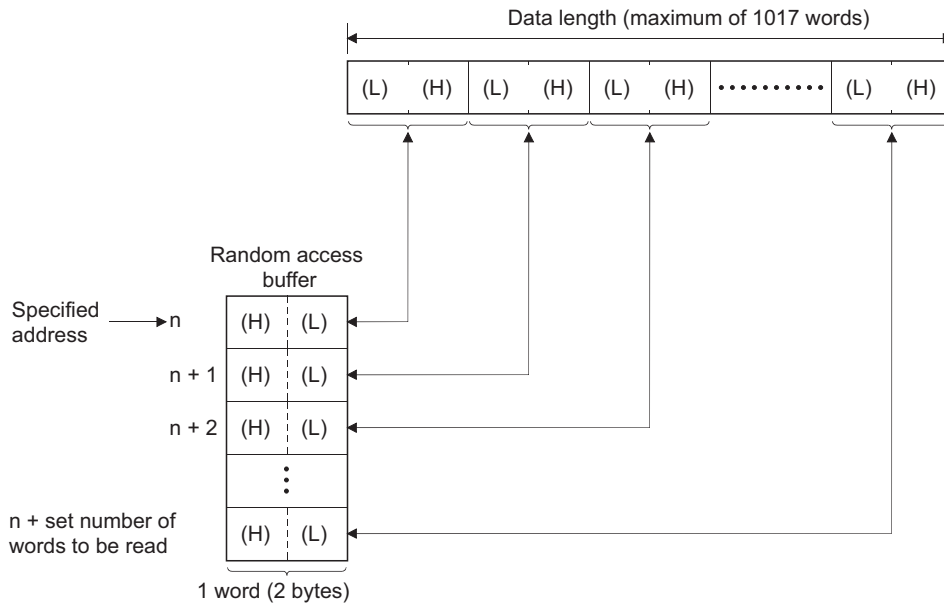 Data length (maximum of 1017 words)
(L) (H) (L) (H) (L) (H) (L) (H)
Random access
buffer
Specified
address
n (H) (L)
n + 1 (H) (L)
n + 2 (H) (L)
n + set number of
words to be read
(H) (L)
1 word (2 bytes)